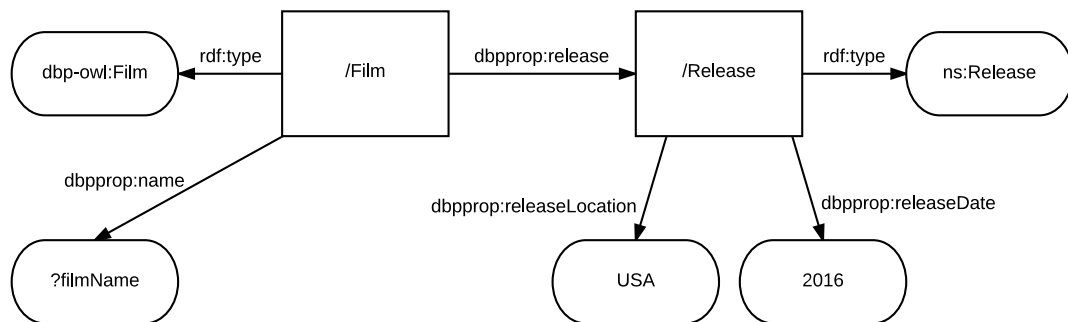 rdf:type
dbpprop:release
rdf:type
dbp-owl:Film
/Film
/Release
ns:Release
dbpprop:name
dbpprop:releaseLocation
dbpprop:releaseDate
?filmName
USA
2016